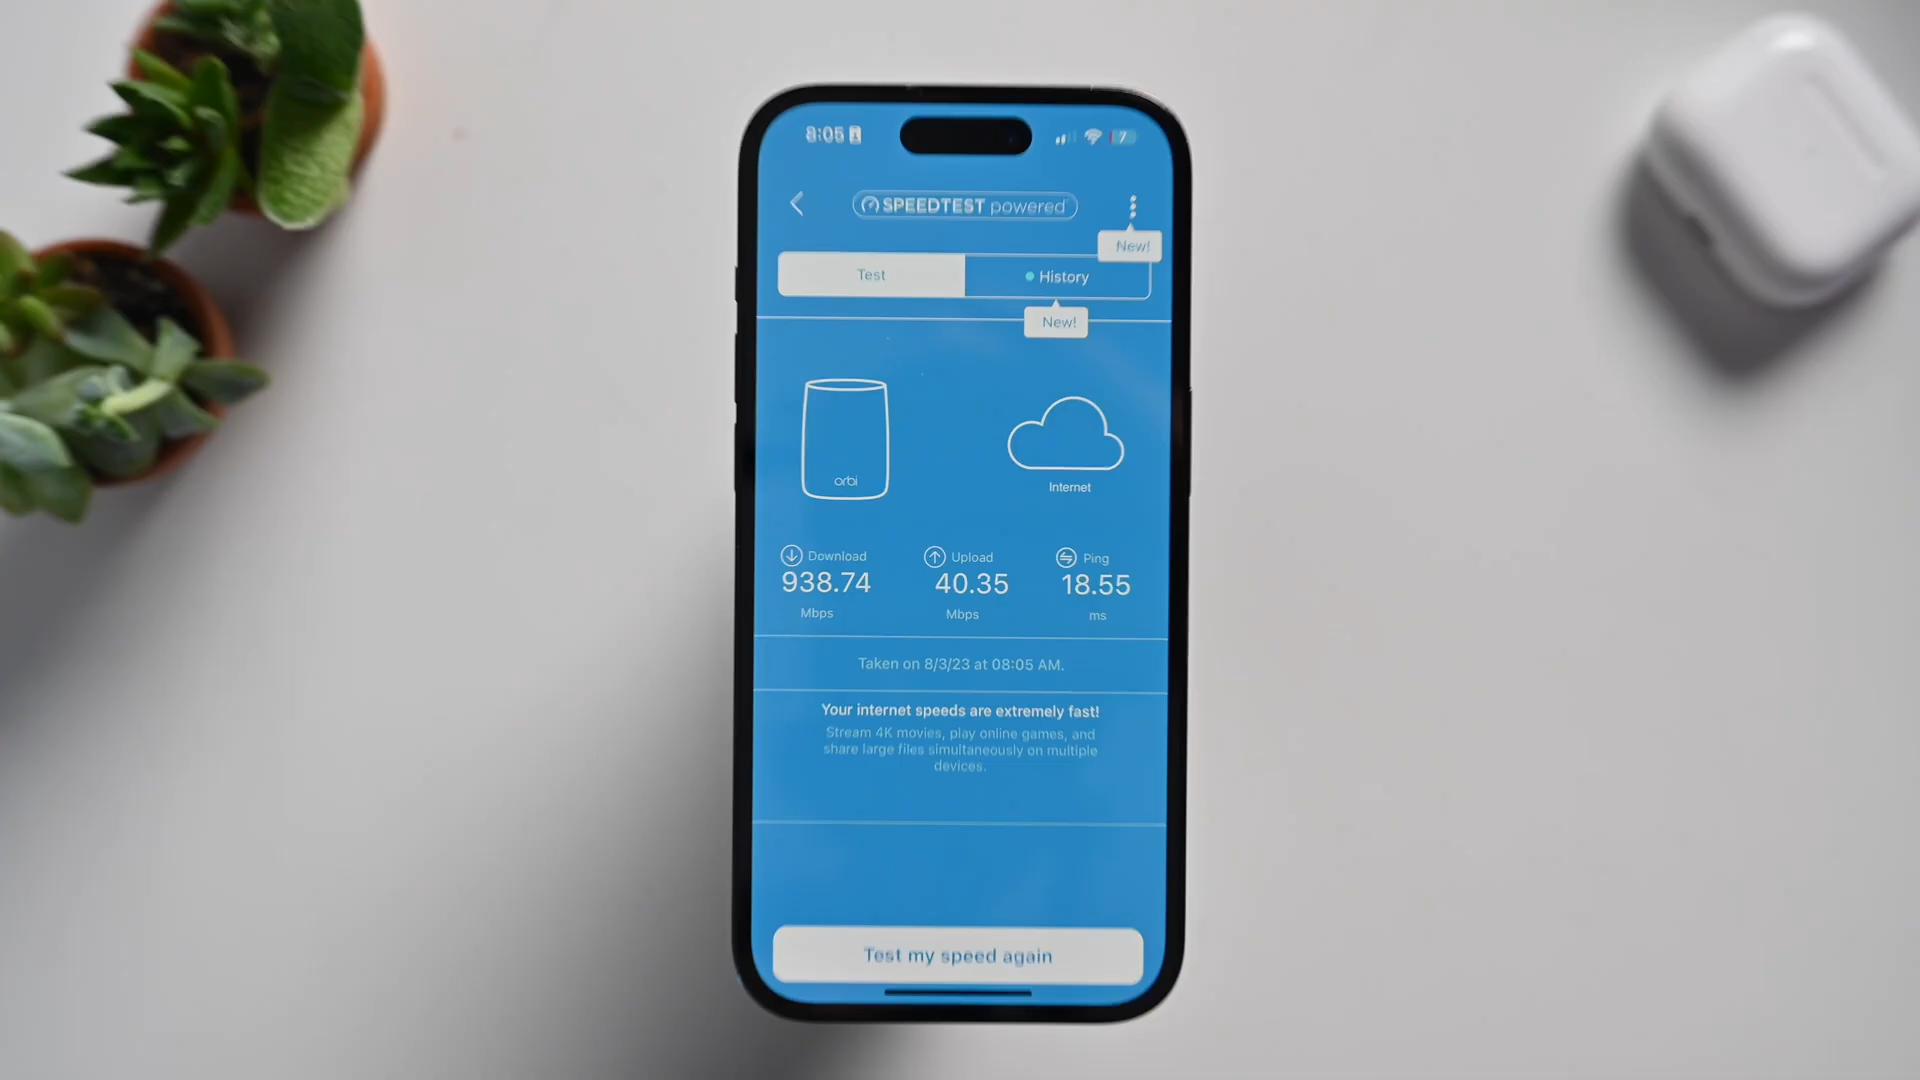 8:05
7
SPEEDTEST powered
New!
Test
History
New!
orbi
Internet
Download
Upload
Ping
938.74
40.35
18.55
Mbps
Mbps
ms
Taken on 8/3/23 at 08:05 AM.
Your internet speeds are extremely fast!
Stream 4K movies, play online games, and
share large files simultaneously on multiple
devices.
Test my speed again